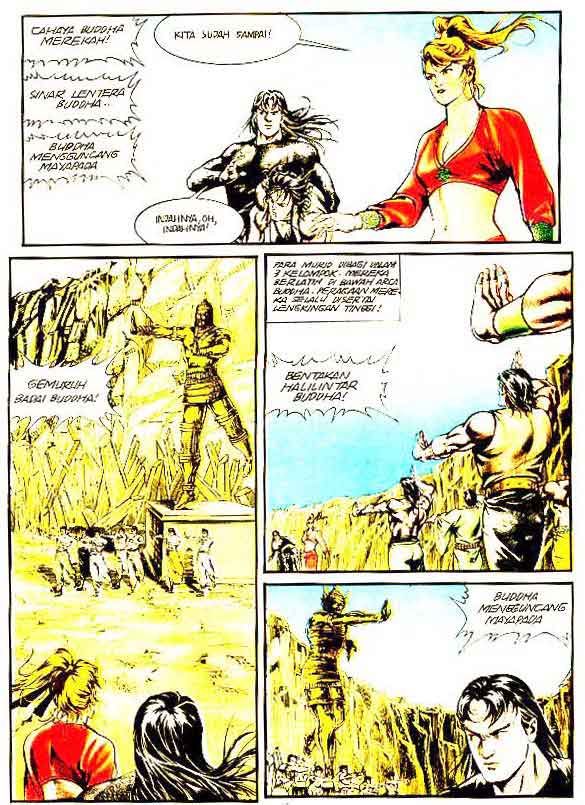 CAHAYA BUDDHA
MEREKAH!
SINAR LENTERA
BUDDHA..
BUDDHA
MENGGUNCANG
MAYAPADA
KITA SUDAH SAMPAI!
INDAHNYA, OH,
INDAHNYA!
GEMURUH
BADAI BUDDHA!
PARA MURID DIBAGI DALAM
3 KELOMPOK. MEREKA
BERLATIH DI BAWAH ARCA
BUDDHA. PERAGAAN MERE-
KA SELALU DISERTAI
LENGKINGAN TINGGI!
BENTAKAN
HALILINTAR
BUDDHA!
BUDDHA
MENGGUNCANG
MAYAPADA